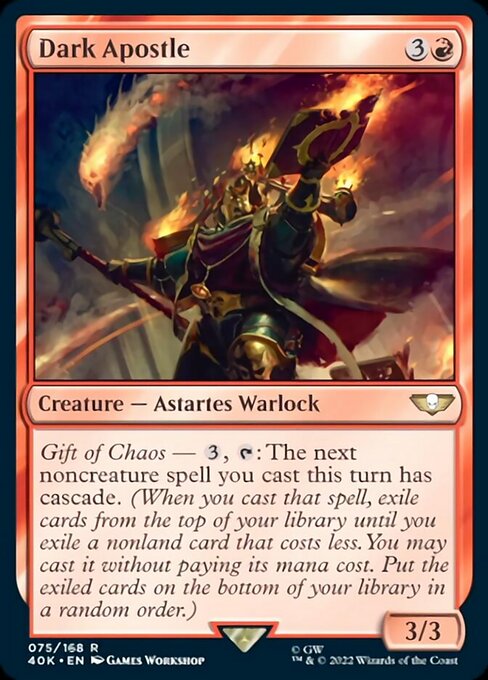 Dark Apostle 3
Creature — Astartes Warlock
Gift of Chaos — 3, : The next
noncreature spell you cast this turn has
cascade. (When you cast that spell, exile
cards from the top of your library until you
exile a nonland card that costs less. You may
cast it without paying its mana cost. Put the
exiled cards on the bottom of your library in
a random order.)
3/3
075/168 R
40K • EN GAMES WORKSHOP
© GW
™ & © 2022 Wizards of the Coast